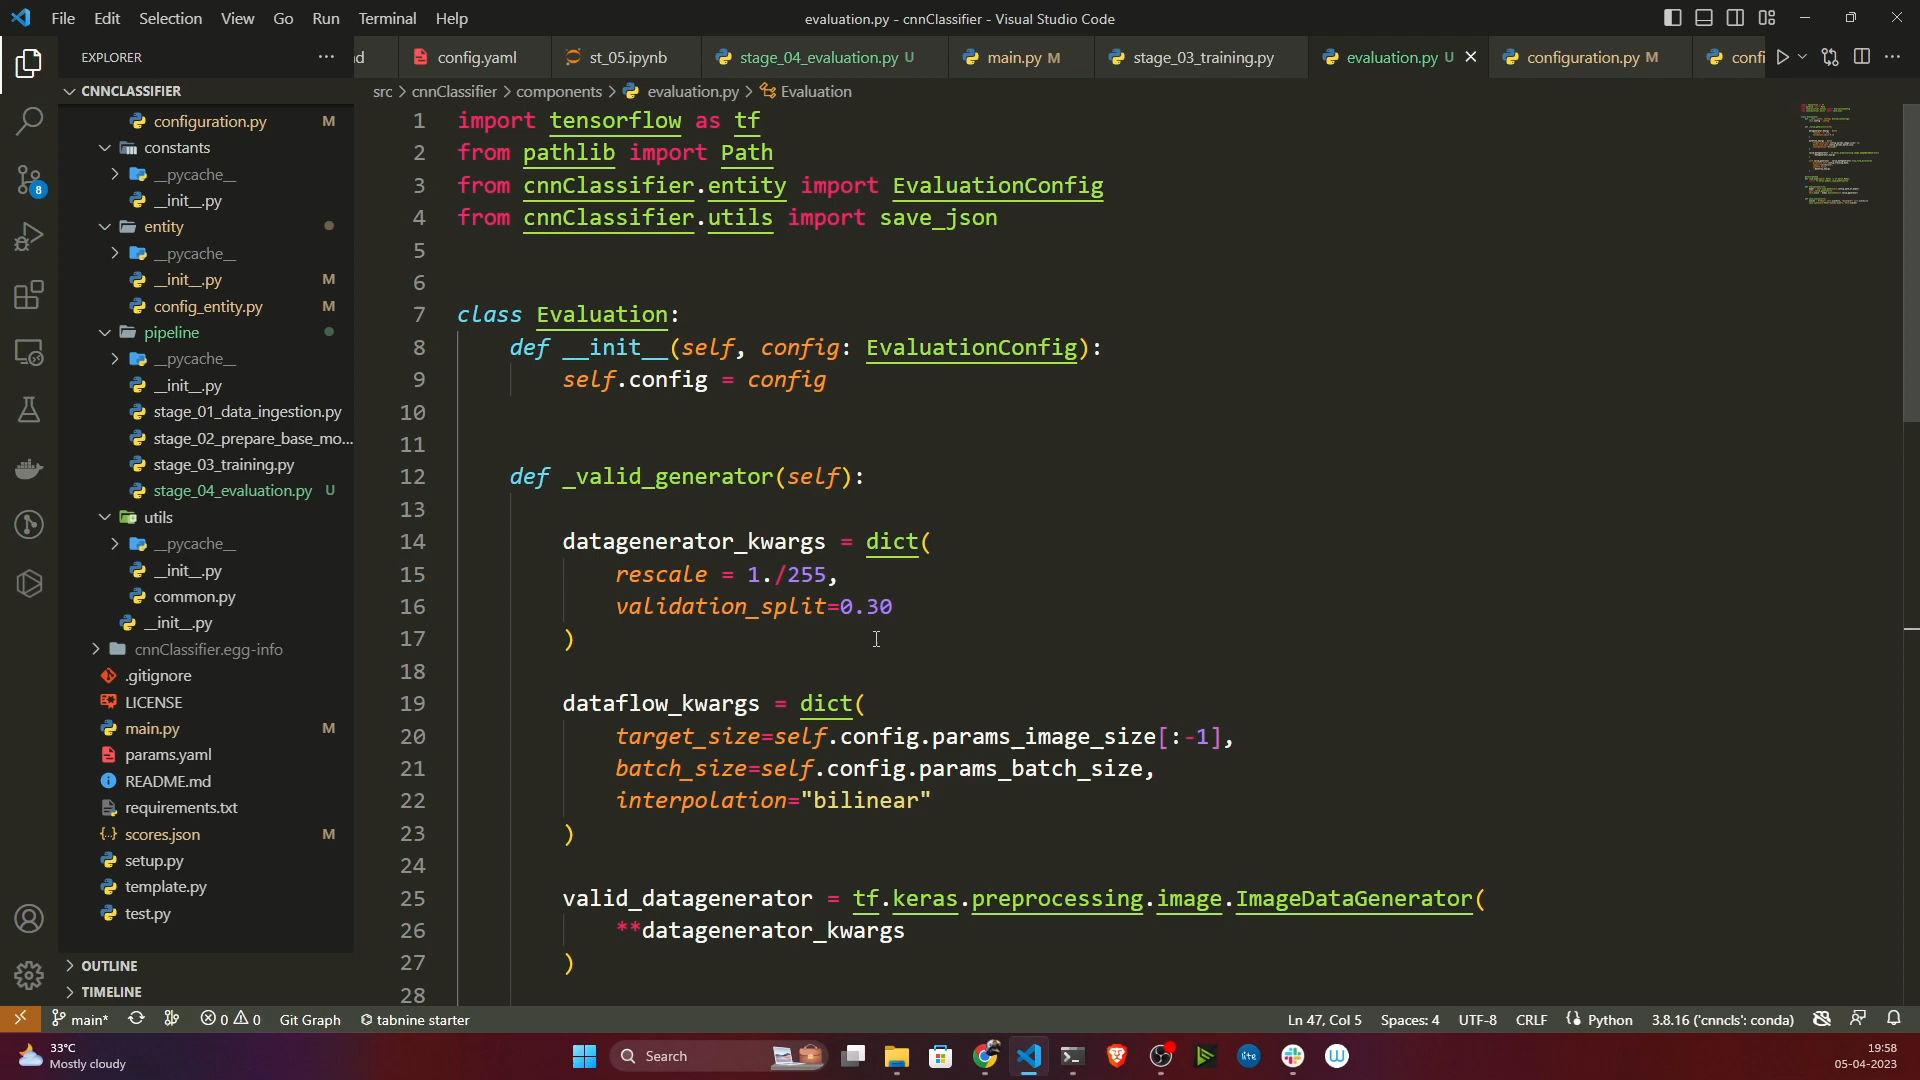 File Edit Selection View Go Run Terminal Help
evaluation.py - cnnClassifier - Visual Studio Code
EXPLORER ···
d
config.yaml
st_05.ipynb
stage_04_evaluation.py U
main.py M
stage_03_training.py
evaluation.py U
configuration.py M
confi
CNNCLASSIFIER
src > cnnClassifier > components > evaluation.py > Evaluation
configuration.py M
constants
__pycache__
__init__.py
entity
__pycache__
__init__.py M
config_entity.py M
pipeline
__pycache__
__init__.py
stage_01_data_ingestion.py
stage_02_prepare_base_mo...
stage_03_training.py
stage_04_evaluation.py U
utils
__pycache__
__init__.py
common.py
__init__.py
cnnClassifier.egg-info
.gitignore
LICENSE
main.py M
params.yaml
README.md
requirements.txt
scores.json M
setup.py
template.py
test.py
OUTLINE
TIMELINE
8
1 import tensorflow as tf
2 from pathlib import Path
3 from cnnClassifier.entity import EvaluationConfig
4 from cnnClassifier.utils import save_json
5
6
7 class Evaluation:
8 def __init__(self, config: EvaluationConfig):
9 self.config = config
10
11
12 def _valid_generator(self):
13
14 datagenerator_kwargs = dict(
15 rescale = 1./255,
16 validation_split=0.30
17 )
18
19 dataflow_kwargs = dict(
20 target_size=self.config.params_image_size[:-1],
21 batch_size=self.config.params_batch_size,
22 interpolation="bilinear"
23 )
24
25 valid_datagenerator = tf.keras.preprocessing.image.ImageDataGenerator(
26 **datagenerator_kwargs
27 )
28
main* 0 0 Git Graph tabnine starter
Ln 47, Col 5 Spaces: 4 UTF-8 CRLF Python 3.8.16 ('cnncls': conda)
33°C
Mostly cloudy
Search
lite
W
19:58
05-04-2023